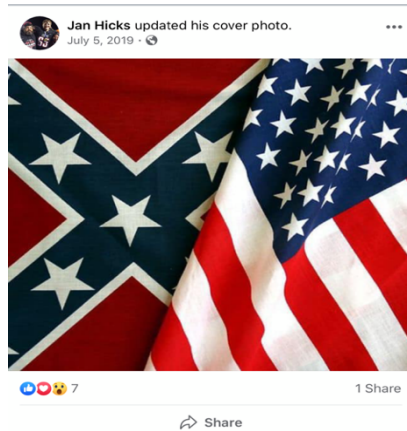 Jan Hicks updated his cover photo.
July 5, 2019 ·
7
1 Share
Share